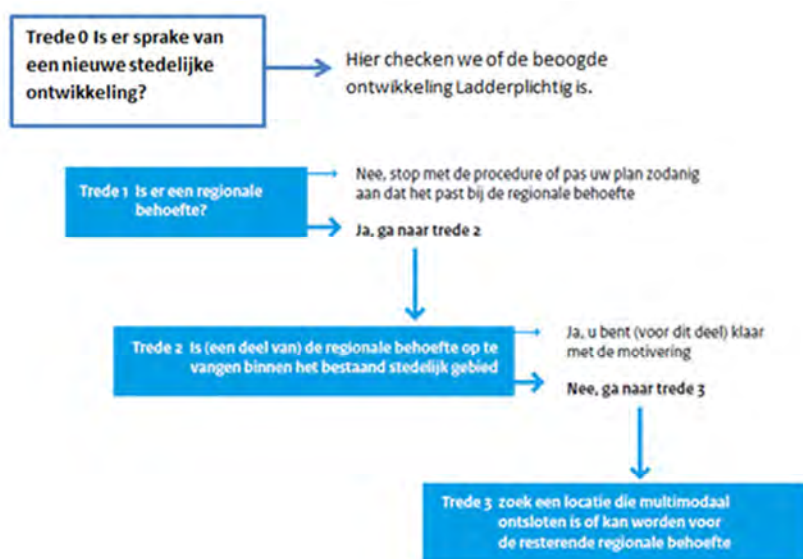 Trede 0 Is er sprake van
een nieuwe stedelijke
ontwikkeling?
Hier checken we of de beoogde
ontwikkeling Ladderplichtig is.
Trede 1 Is er een regionale
behoefte?
Nee, stop met de procedure of pas uw plan zodanig
aan dat het past bij de regionale behoefte
Ja, ga naar trede 2
Trede 2 Is (een deel van) de regionale behoefte op te
vangen binnen het bestaand stedelijk gebied
Ja, u bent (voor dit deel) klaar
met de motivering
Nee, ga naar trede 3
Trede 3 zoek een locatie die multimodaal
ontsloten is of kan worden voor
de resterende regionale behoefte